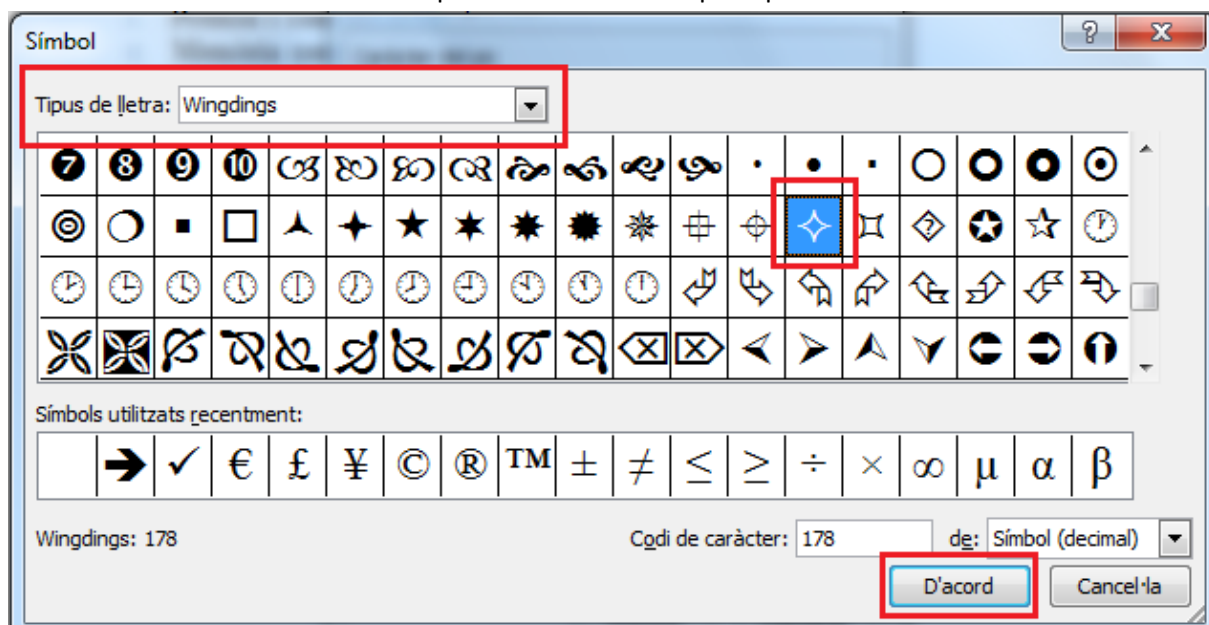 Símbol
Tipus de lletra: Wingdings
Símbols utilitzats recentment:
€ £ ¥ © ® TM ± ≠ ≤ ≥ ÷ × ∞ μ α β
Wingdings: 178
Codi de caràcter: 178 de: Símbol (decimal)
D'acord Cancel·la